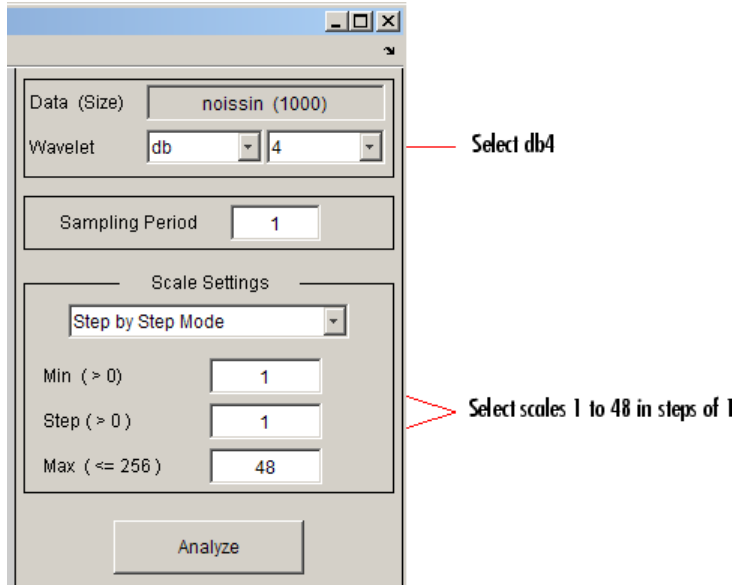 Data (Size) noissin (1000)
Wavelet db 4
Select db4
Sampling Period 1
Scale Settings
Step by Step Mode
Min ( > 0) 1
Step ( > 0 ) 1
Select scales 1 to 48 in steps of 1
Max ( <= 256 ) 48
Analyze